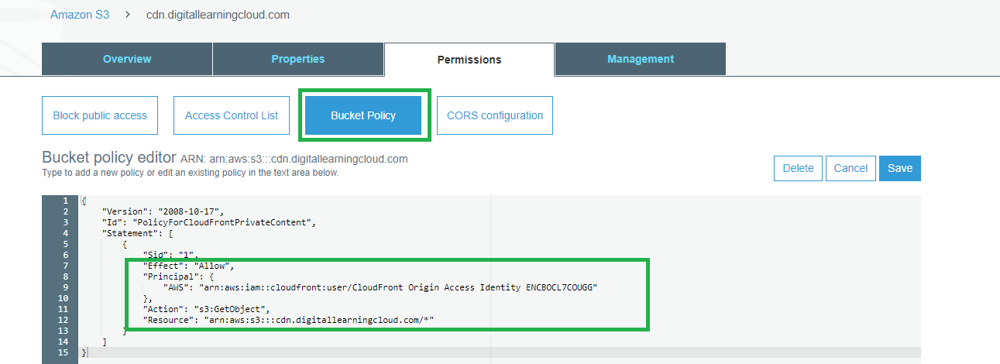 Amazon S3 > cdn.digitallearningcloud.com
Overview Properties Permissions Management
Block public access Access Control List Bucket Policy CORS configuration
Bucket policy editor ARN: arn:aws:s3:::cdn.digitallearningcloud.com
Type to add a new policy or edit an existing policy in the text area below.
Delete Cancel Save
1 {
2 "Version": "2008-10-17",
3 "Id": "PolicyForCloudFrontPrivateContent",
4 "Statement": [
5 {
6 "Sid": "1",
7 "Effect": "Allow",
8 "Principal": {
9 "AWS": "arn:aws:iam::cloudfront:user/CloudFront Origin Access Identity ENCBOCL7COUGG"
10 },
11 "Action": "s3:GetObject",
12 "Resource": "arn:aws:s3:::cdn.digitallearningcloud.com/*"
13 }
14 ]
15 }